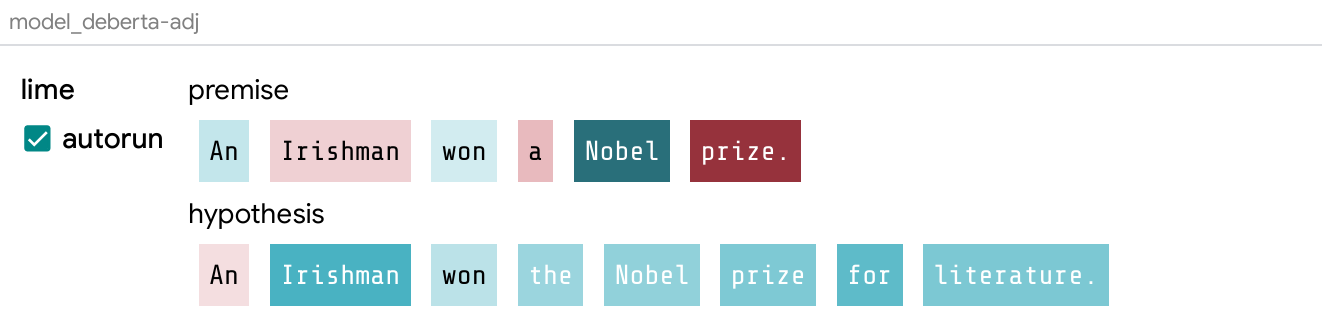 model_deberta-adj
lime
premise
autorun
An Irishman won a Nobel prize.
hypothesis
An Irishman won the Nobel prize for literature.